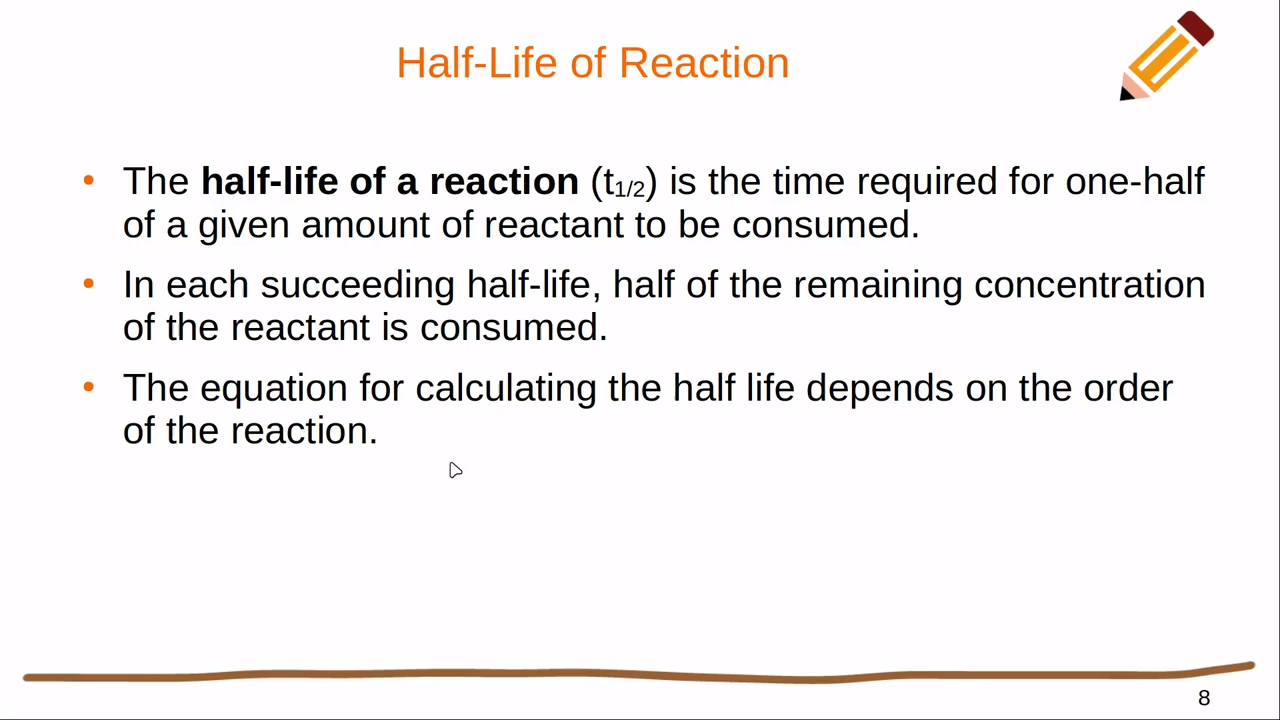 Half-Life of Reaction
• The half-life of a reaction (t1/2) is the time required for one-half
of a given amount of reactant to be consumed.
• In each succeeding half-life, half of the remaining concentration
of the reactant is consumed.
• The equation for calculating the half life depends on the order
of the reaction.
8